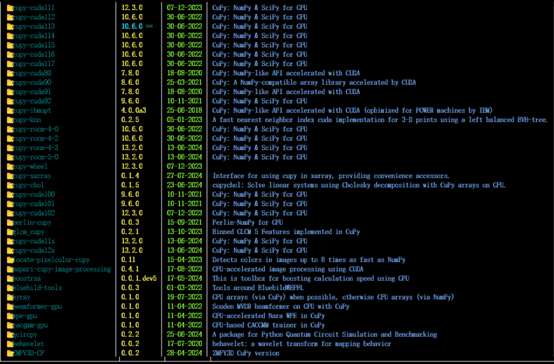 cupy-cuda111 12.3.0 07-12-2023 CuPy: NumPy & SciPy for GPU
cupy-cuda112 10.6.0 30-06-2022 CuPy: NumPy & SciPy for GPU
cupy-cuda113 10.6.0 == 30-06-2022 CuPy: NumPy & SciPy for GPU
cupy-cuda114 10.6.0 30-06-2022 CuPy: NumPy & SciPy for GPU
cupy-cuda115 10.6.0 30-06-2022 CuPy: NumPy & SciPy for GPU
cupy-cuda116 10.6.0 30-06-2022 CuPy: NumPy & SciPy for GPU
cupy-cuda117 10.6.0 30-06-2022 CuPy: NumPy & SciPy for GPU
cupy-cuda80 7.8.0 18-08-2020 CuPy: NumPy-like API accelerated with CUDA
cupy-cuda90 8.6.0 25-03-2021 CuPy: A NumPy-compatible array library accelerated by CUDA
cupy-cuda91 7.8.0 18-08-2020 CuPy: NumPy-like API accelerated with CUDA
cupy-cuda92 9.6.0 10-11-2021 CuPy: NumPy & SciPy for GPU
cupy-ibmopt 4.0.0a3 25-06-2018 CuPy: NumPy-like API accelerated with CUDA (optimized for POWER machines by IBM)
cupy-knn 0.2.5 05-01-2023 A fast nearest neighbor index cuda implementation for 3-D points using a left balanced BVH-tree.
cupy-rocm-4-0 10.6.0 30-06-2022 CuPy: NumPy & SciPy for GPU
cupy-rocm-4-2 10.6.0 30-06-2022 CuPy: NumPy & SciPy for GPU
cupy-rocm-4-3 13.2.0 13-06-2024 CuPy: NumPy & SciPy for GPU
cupy-rocm-5-0 13.2.0 13-06-2024 CuPy: NumPy & SciPy for GPU
cupy-wheel 12.3.0 07-12-2023
cupy-xarray 0.1.4 27-07-2024 Interface for using cupy in xarray, providing convenience accessors.
cupy-chol 0.1.5 23-06-2024 cupychol: Solve linear systems using Cholesky decomposition with CuPy arrays on GPU.
cupy-cuda100 9.6.0 10-11-2021 CuPy: NumPy & SciPy for GPU
cupy-cuda101 9.6.0 10-11-2021 CuPy: NumPy & SciPy for GPU
cupy-cuda102 12.3.0 07-12-2023 CuPy: NumPy & SciPy for GPU
perlin-cupy 0.0.3 15-09-2021 Perlin-NumPy for GPU
glcm_cupy 0.2.1 13-10-2023 Binned GLCM 5 Features implemented in CuPy
cupy-cuda11x 13.2.0 13-06-2024 CuPy: NumPy & SciPy for GPU
cupy-cuda12x 13.2.0 13-06-2024 CuPy: NumPy & SciPy for GPU
locate-pixelcolor-cupy 0.11 15-04-2023 Detects colors in images up to 8 times as fast as NumPy
napari-cupy-image-processing 0.4.1 17-08-2023 GPU-accelerated image processing using CUDA
boostrsa 0.0.1.dev5 17-05-2024 This is toolbox for boosting calculation speed using GPU
bluebild-tools 0.0.3 01-03-2022 Tools around Bluebild@EPFL
0.1.0 19-07-2023 GPU arrays (via CuPy) when possible, otherwise CPU arrays (via NumPy)
beamformer-gpu 0.1.0 11-04-2022 Souden MVDR beamformer on GPU with CuPy
wpe-gpu 0.1.0 11-04-2022 GPU-accelerated Nara WPE in CuPy
cacgmm-gpu 0.1.0 11-04-2022 GPU-based CACGMM trainer in CuPy
circpy 0.2.2 25-06-2024 A package for Python Quantum Circuit Simulation and Benchmarking
behavelet 0.0.2 17-07-2020 behavelet: a wavelet transform for mapping behavior
ZMPY3D-CP 0.0.2 28-04-2024 ZMPY3D CuPy version